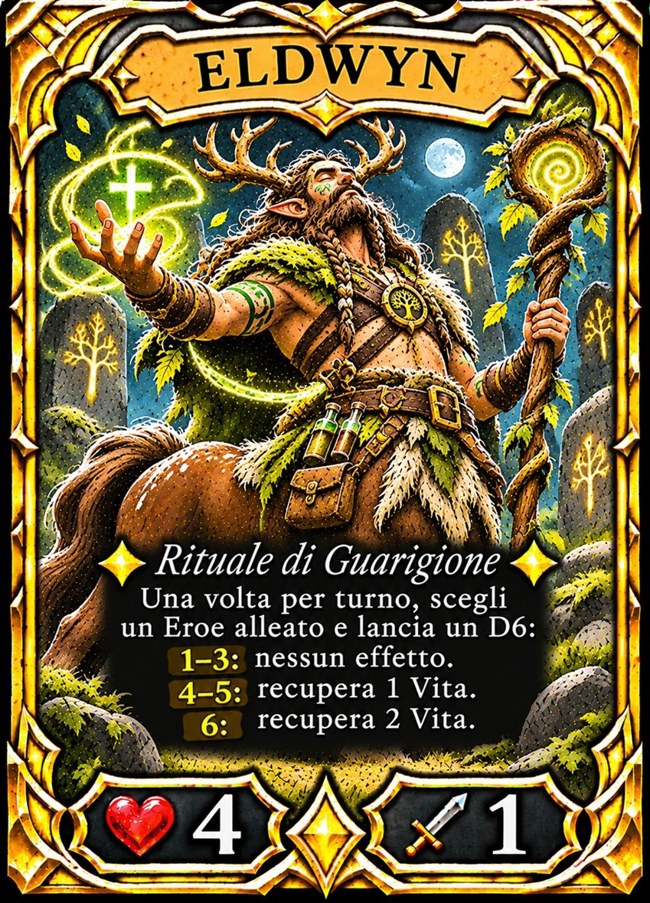 ELDWYN
Rituale di Guarigione
Una volta per turno, scegli
un Eroe alleato e lancia un D6:
1–3: nessun effetto.
4–5: recupera 1 Vita.
6: recupera 2 Vita.
4 1